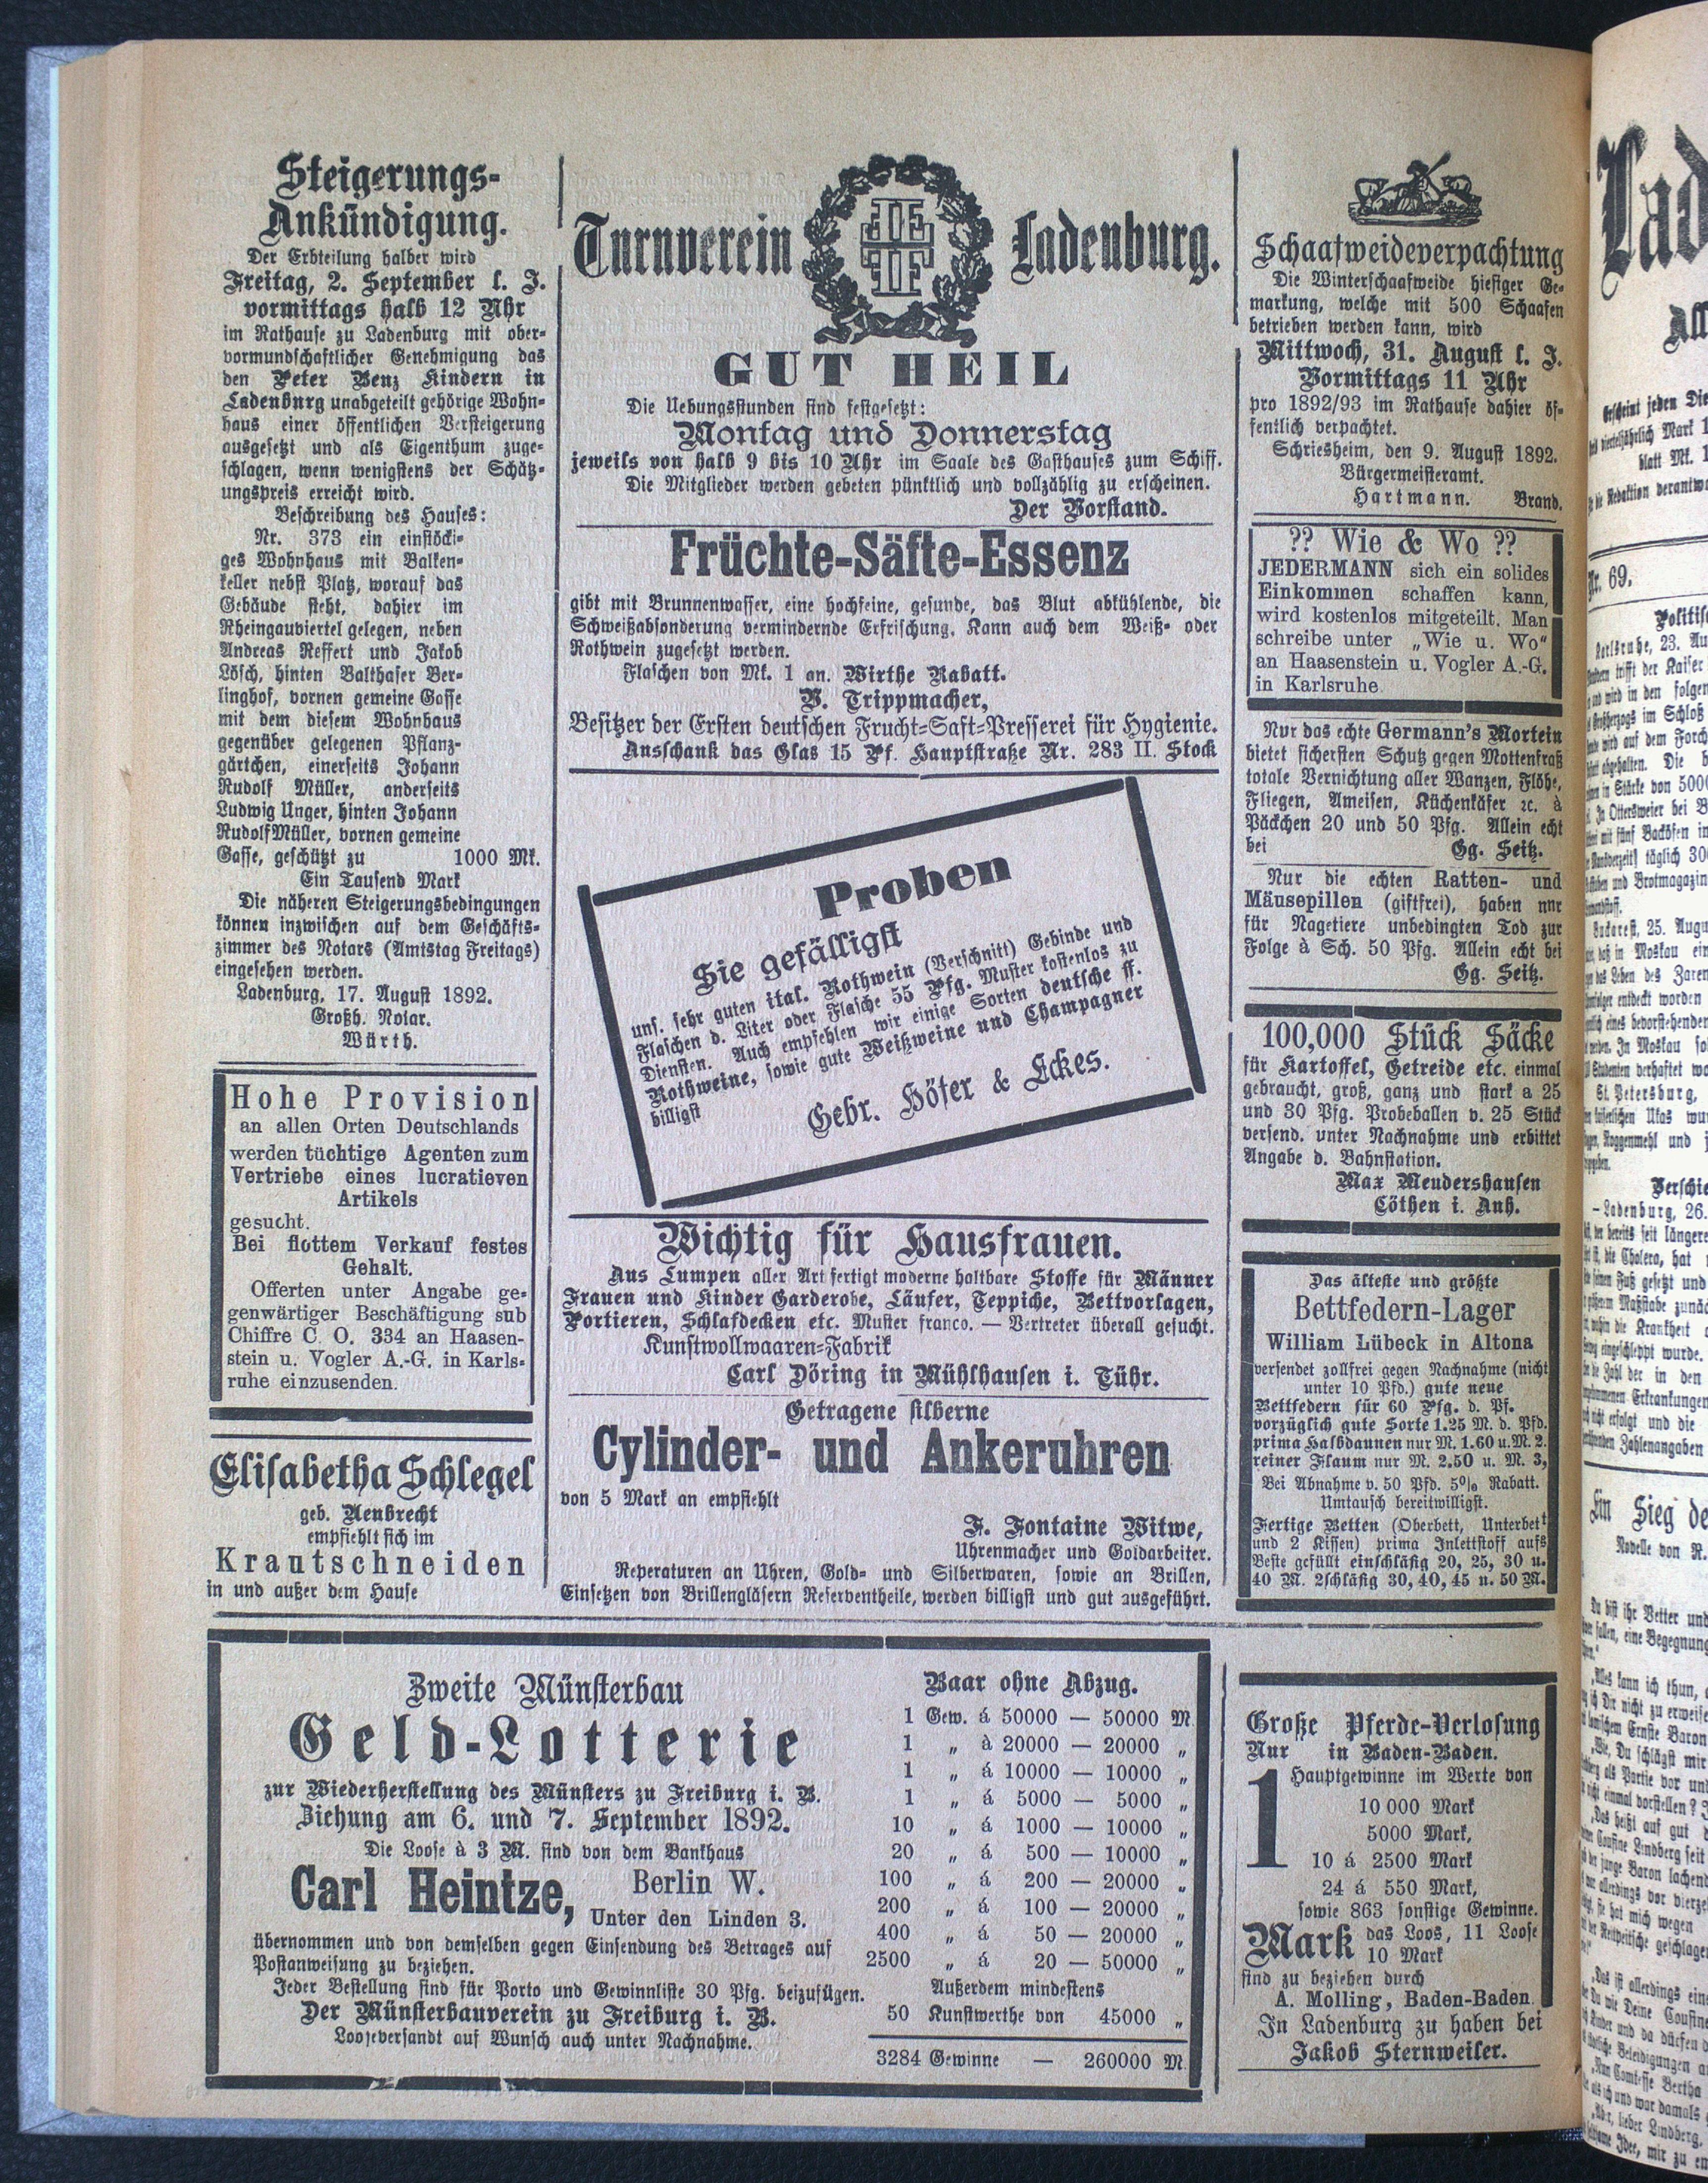 Steigerungs-
Ankündigung.
Der Erbteilung halber wird
Freitag, 2. September l. J.
vormittags halb 12 Uhr
im Rathause zu Ladenburg mit ober-
vormundschaftlicher Genehmigung das
den Peter Benz Kindern in
Ladenburg unabgeteilt gehörige Wohn-
haus einer öffentlichen Versteigerung
ausgesetzt und als Eigenthum zuge-
schlagen, wenn wenigstens der Schätz-
ungspreis erreicht wird.
Beschreibung des Hauses:
Nr. 373 ein einstöcki-
ges Wohnhaus mit Balken-
keller nebst Platz, worauf das
Gebäude steht, dahier im
Rheingauviertel gelegen, neben
Andreas Reffert und Jakob
Lösch, hinten Balthaser Ber-
linghof, vornen gemeine Gasse
mit dem diesem Wohnhaus
gegenüber gelegenen Pflanz-
gärtchen, einerseits Johann
Rudolf Müller, anderseits
Ludwig Unger, hinten Johann
Rudolf Müller, vornen gemeine
Gasse, geschützt zu 1000 Mk.
Ein Tausend Mark
Die näheren Steigerungsbedingungen
können inzwischen auf dem Geschäfts-
zimmer des Notars (Amtstag Freitags)
eingesehen werden.
Ladenburg, 17. August 1892.
Großh. Notar.
Würth.
Hohe Provision
an allen Orten Deutschlands
werden tüchtige Agenten zum
Vertriebe eines lucratieven
Artikels
gesucht.
Bei flottem Verkauf festes
Gehalt.
Offerten unter Angabe ge-
genwärtiger Beschäftigung sub
Chiffre C. O. 334 an Haasen-
stein u. Vogler A.-G. in Karls-
ruhe einzusenden.
Elisabetha Schlegel
geb. Aenbrecht
empfiehlt sich im
Krautschneiden
in und außer dem Hause
Turnverein Ladenburg.
GUT HEIL
Die Uebungsstunden sind festgesetzt:
Montag und Donnerstag
jeweils von halb 9 bis 10 Uhr im Saale des Gasthauses zum Schiff.
Die Mitglieder werden gebeten pünktlich und vollzählig zu erscheinen.
Der Vorstand.
Früchte-Säfte-Essenz
gibt mit Brunnenwasser, eine hochfeine, gesunde, das Blut abkühlende, die
Schweißabsonderung vermindernde Erfrischung. Kann auch dem Weiß- oder
Rothwein zugesetzt werden.
Flaschen von Mk. 1 an. Wirthe Rabatt.
V. Trippmacher,
Besitzer der Ersten deutschen Frucht-Saft-Presserei für Hygienie.
Ausschank das Glas 15 Pf. Hauptstraße Nr. 283 II. Stock
Proben
Sie gefälligst
uns. sehr guten ital. Rothwein (Verschnitt) Gebinde und
Flaschen d. Liter oder Flasche 55 Pfg. Muster kostenlos zu
Diensten. Auch empfehlen wir einige Sorten deutsche ff.
Rothweine, sowie gute Weißweine und Champagner
billigst
Gebr. Höfer & Eckes.
Wichtig für Hausfrauen.
Aus Lumpen aller Art fertigt moderne haltbare Stoffe für Männer
Frauen und Kinder Garderobe, Läufer, Teppiche, Bettvorlagen,
Portieren, Schlafdecken etc. Muster franco. — Vertreter überall gesucht.
Kunstwollwaaren-Fabrik
Carl Döring in Mühlhausen i. Tühr.
Getragene silberne
Cylinder- und Ankeruhren
von 5 Mark an empfiehlt
F. Fontaine Witwe,
Uhrenmacher und Goldarbeiter.
Reperaturen an Uhren, Gold- und Silberwaren, sowie an Brillen,
Einsetzen von Brillengläsern Reserventheile, werden billigst und gut ausgeführt.
Schaafweideverpachtung
Die Winterschaafweide hiesiger Ge-
markung, welche mit 500 Schaafen
betrieben werden kann, wird
Mittwoch, 31. August l. J.
Vormittags 11 Uhr
pro 1892/93 im Rathause dahier öf-
fentlich verpachtet.
Schriesheim, den 9. August 1892.
Bürgermeisteramt.
Hartmann. Brand.
?? Wie & Wo ??
JEDERMANN sich ein solides
Einkommen schaffen kann,
wird kostenlos mitgeteilt. Man
schreibe unter „Wie u. Wo“
an Haasenstein u. Vogler A.-G.
in Karlsruhe.
Nur das echte Germann's Mortein
bietet sichersten Schutz gegen Mottenfraß
totale Vernichtung aller Wanzen, Flöhe,
Fliegen, Ameisen, Küchenkäfer ꝛc. à
Päckchen 20 und 50 Pfg. Allein echt
bei Gg. Seitz.
Nur die echten Ratten- und
Mäusepillen (giftfrei), haben nur
für Nagetiere unbedingten Tod zur
Folge à Sch. 50 Pfg. Allein echt bei
Gg. Seitz.
100,000 Stück Säcke
für Kartoffel, Getreide etc. einmal
gebraucht, groß, ganz und stark a 25
und 30 Pfg. Probeballen v. 25 Stück
versend. unter Nachnahme und erbittet
Angabe d. Bahnstation.
Max Mendershausen
Cöthen i. Anh.
Das älteste und größte
Bettfedern-Lager
William Lübeck in Altona
versendet zollfrei gegen Nachnahme (nicht
unter 10 Pfd.) gute neue
Bettfedern für 60 Pfg. d. Pf.
vorzüglich gute Sorte 1.25 M. d. Pfd.
prima Halbdaunen nur M. 1.60 u. M. 2.
reiner Flaum nur M. 2.50 u. M. 3,
Bei Abnahme v. 50 Pfd. 5% Rabatt.
Umtausch bereitwilligst.
Fertige Betten (Oberbett, Unterbett
und 2 Kissen) prima Inlettstoff aufs
Beste gefüllt einschläfig 20, 25, 30 u.
40 M. 2schläfig 30, 40, 45 u. 50 M.
Zweite Münsterbau
Geld-Lotterie
zur Wiederherstellung des Münsters zu Freiburg i. B.
Ziehung am 6. und 7. September 1892.
Die Loose à 3 M. sind von dem Bankhaus
Carl Heintze, Berlin W.
Unter den Linden 3.
übernommen und von demselben gegen Einsendung des Betrages auf
Postanweisung zu beziehen.
Jeder Bestellung sind für Porto und Gewinnliste 30 Pfg. beizufügen.
Der Münsterbauverein zu Freiburg i. B.
Looseversandt auf Wunsch auch unter Nachnahme.
Baar ohne Abzug.
1 Gew. á 50000 — 50000 M
1 „ à 20000 — 20000 „
1 „ á 10000 — 10000 „
1 „ á 5000 — 5000 „
10 „ á 1000 — 10000 „
20 „ á 500 — 10000 „
100 „ á 200 — 20000 „
200 „ á 100 — 20000 „
400 „ á 50 — 20000 „
2500 „ á 20 — 50000 „
Außerdem mindestens
50 Kunstwerthe von 45000 „
3284 Gewinne — 260000 M
Große Pferde-Verlosung
Nur in Baden-Baden.
1
Hauptgewinne im Werte von
10 000 Mark
5000 Mark,
10 á 2500 Mark
24 á 550 Mark,
sowie 863 sonstige Gewinne.
Mark das Loos, 11 Loose
10 Mark
sind zu beziehen durch
A. Molling, Baden-Baden.
In Ladenburg zu haben bei
Jakob Sternweiler.
Lad
All
Nr. 69.